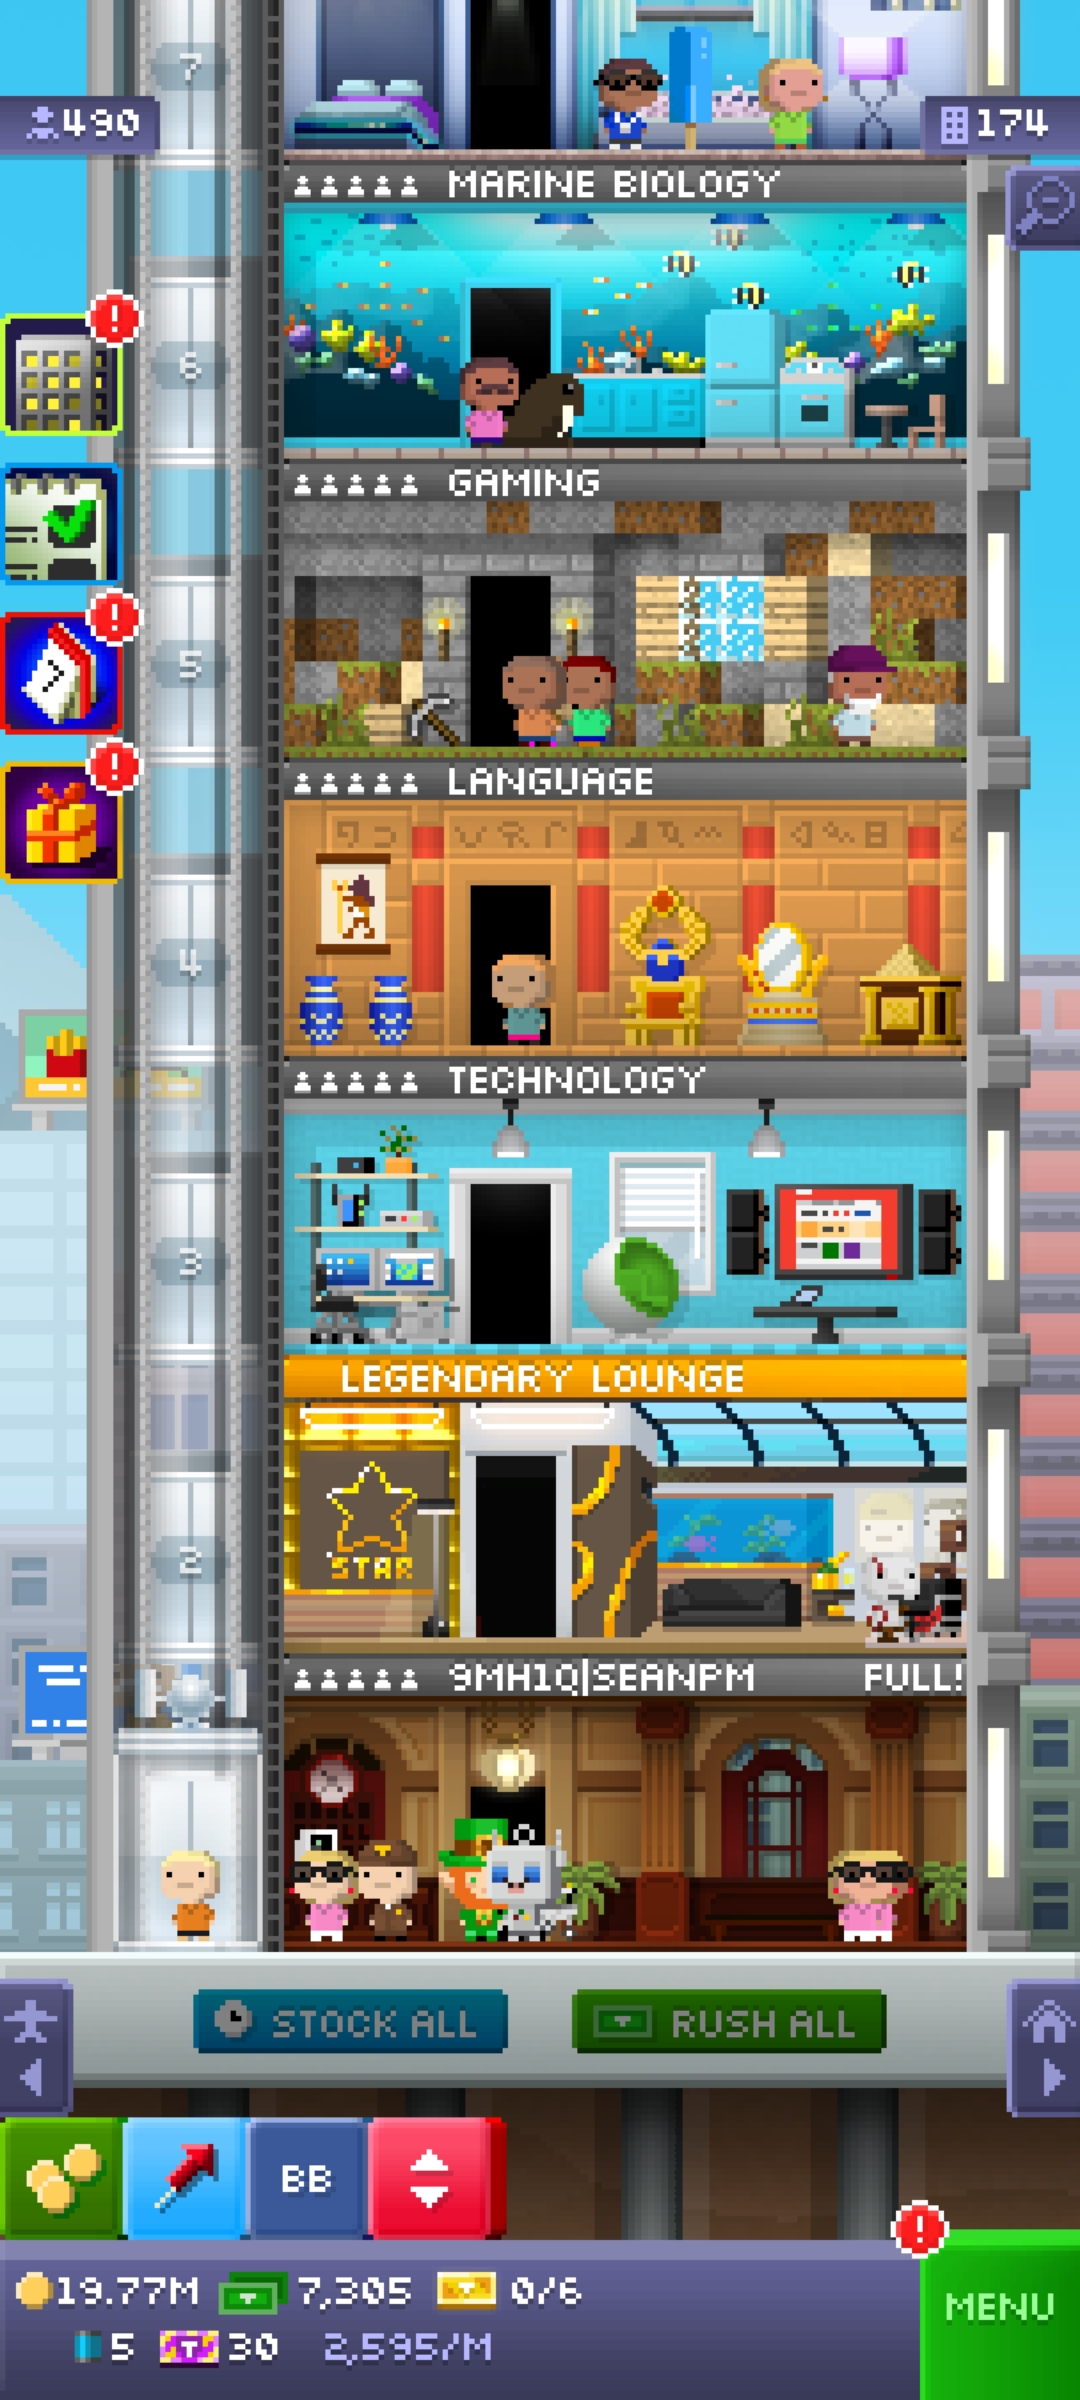 7
490
174
MARINE BIOLOGY
6
GAMING
5
LANGUAGE
4
TECHNOLOGY
3
LEGENDARY LOUNGE
STAR
2
9MH1Q|SEANPM FULL!
STOCK ALL
RUSH ALL
BB
19.77M 7,305 0/6
MENU
5 30 2,595/M